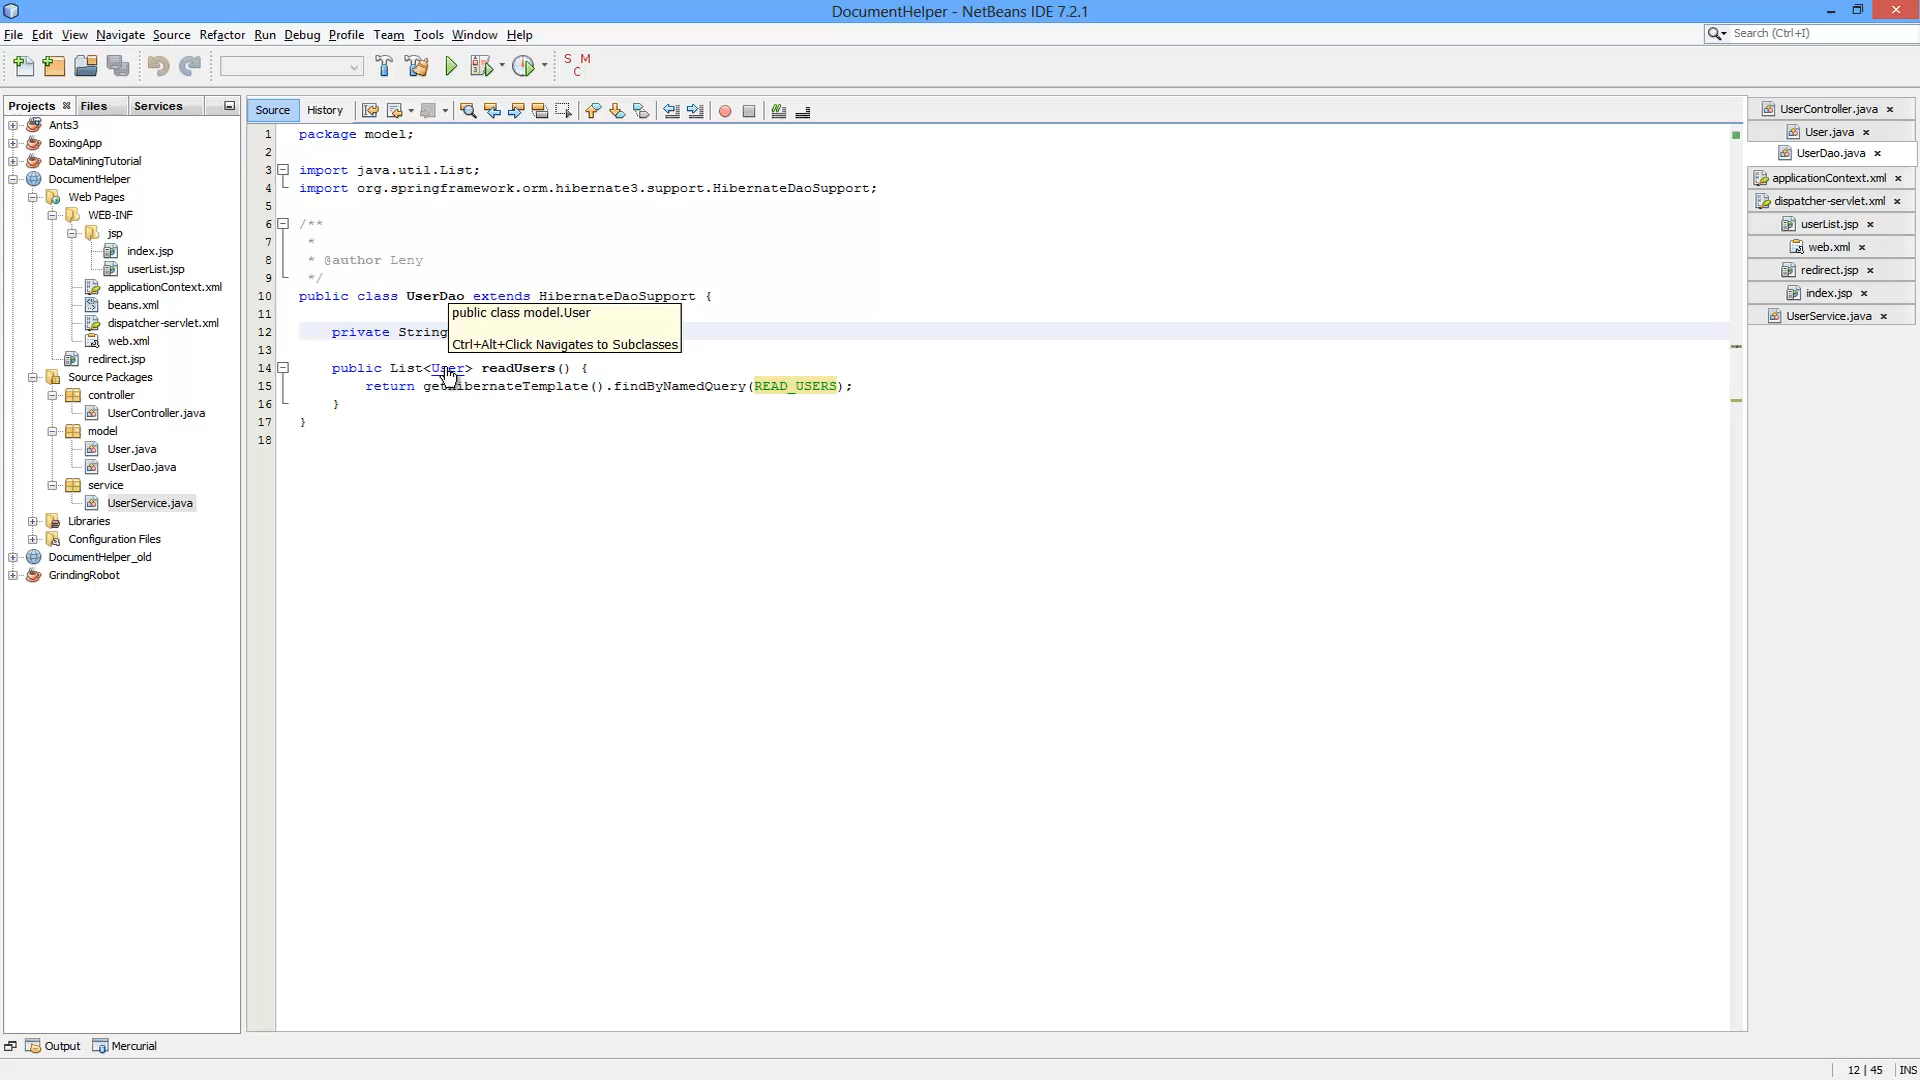 DocumentHelper - NetBeans IDE 7.2.1
File Edit View Navigate Source Refactor Run Debug Profile Team Tools Window Help
Search (Ctrl+I)
S M
C
Projects Files Services
Ants3
BoxingApp
DataMiningTutorial
DocumentHelper
Web Pages
WEB-INF
jsp
index.jsp
userList.jsp
applicationContext.xml
beans.xml
dispatcher-servlet.xml
web.xml
redirect.jsp
Source Packages
controller
UserController.java
model
User.java
UserDao.java
service
UserService.java
Libraries
Configuration Files
DocumentHelper_old
GrindingRobot
Source History
1 package model;
2
3 import java.util.List;
4 import org.springframework.orm.hibernate3.support.HibernateDaoSupport;
5
6 /**
7 *
8 * @author Leny
9 */
10 public class UserDao extends HibernateDaoSupport {
11
12 private String
13
14 public List<User> readUsers() {
15 return getHibernateTemplate().findByNamedQuery(READ_USERS);
16 }
17 }
18
public class model.User
Ctrl+Alt+Click Navigates to Subclasses
UserController.java
User.java
UserDao.java
applicationContext.xml
dispatcher-servlet.xml
userList.jsp
web.xml
redirect.jsp
index.jsp
UserService.java
Output Mercurial
12 | 45 INS